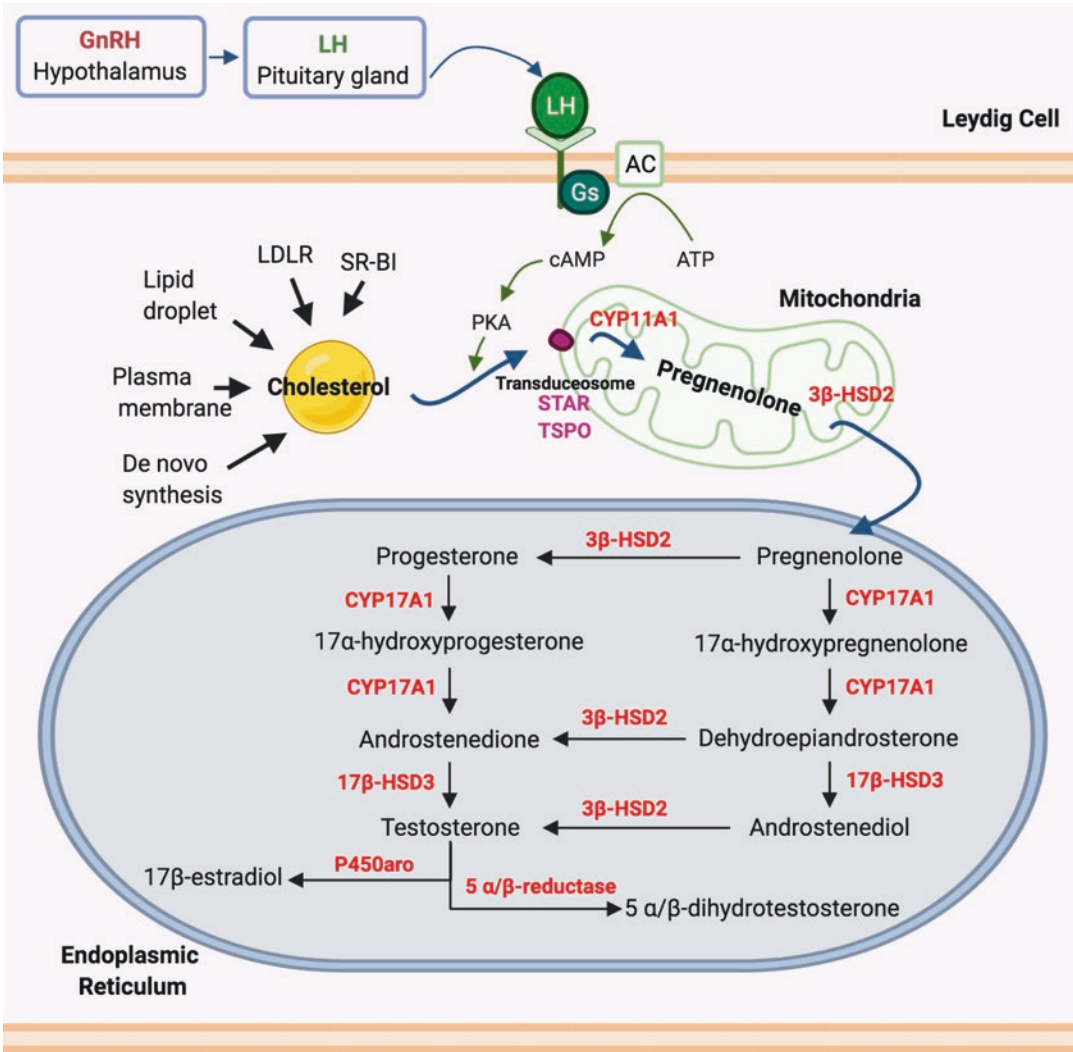 GnRH
Hypothalamus
LH
Pituitary gland
LH
Leydig Cell
AC
Gs
cAMP
ATP
LDLR
SR-BI
Lipid
droplet
PKA
Mitochondria
CYP11A1
Plasma
membrane
Cholesterol
Transduceosome
STAR
TSPO
Pregnenolone
3β-HSD2
De novo
synthesis
Progesterone
3β-HSD2
Pregnenolone
CYP17A1
CYP17A1
17α-hydroxyprogesterone
17α-hydroxypregnenolone
CYP17A1
CYP17A1
Androstenedione
3β-HSD2
Dehydroepiandrosterone
17β-HSD3
17β-HSD3
Testosterone
3β-HSD2
Androstenediol
17β-estradiol
P450aro
5 α/β-reductase
5 α/β-dihydrotestosterone
Endoplasmic
Reticulum